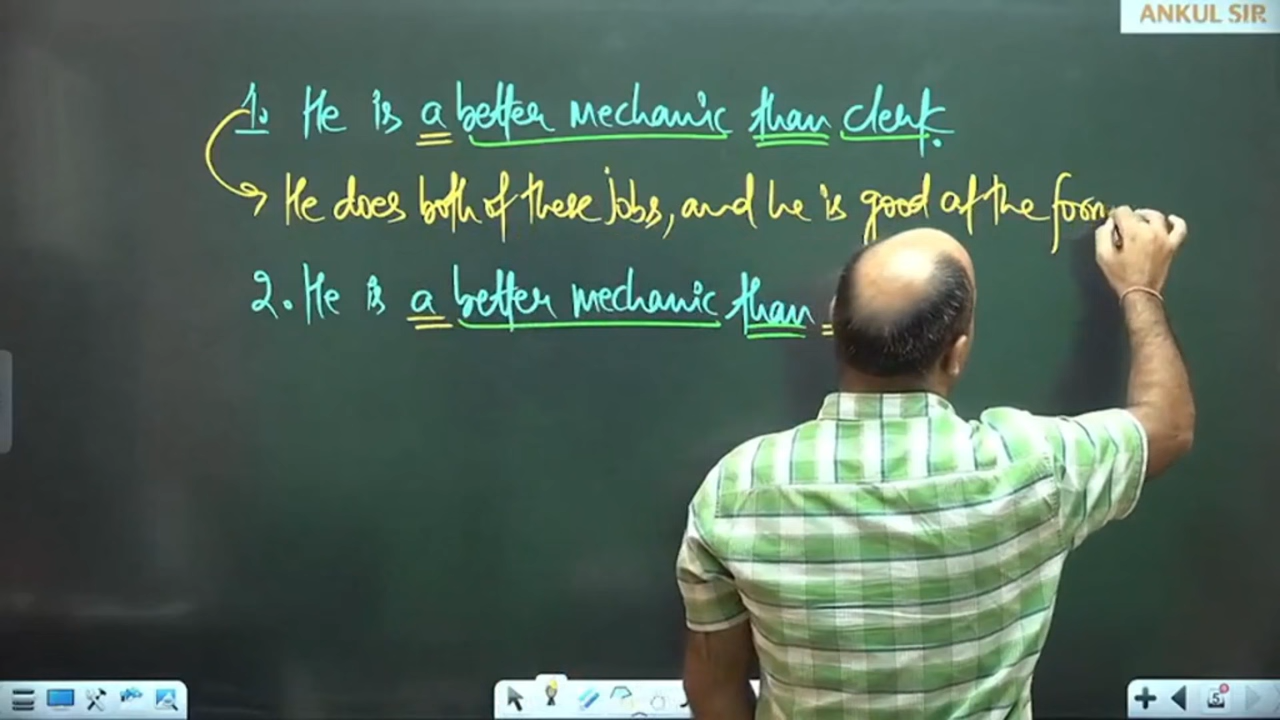 ANKUL SIR
1. He is a better mechanic than clerk.
He does both of these jobs, and he is good at the form
2. He is a better mechanic than
5